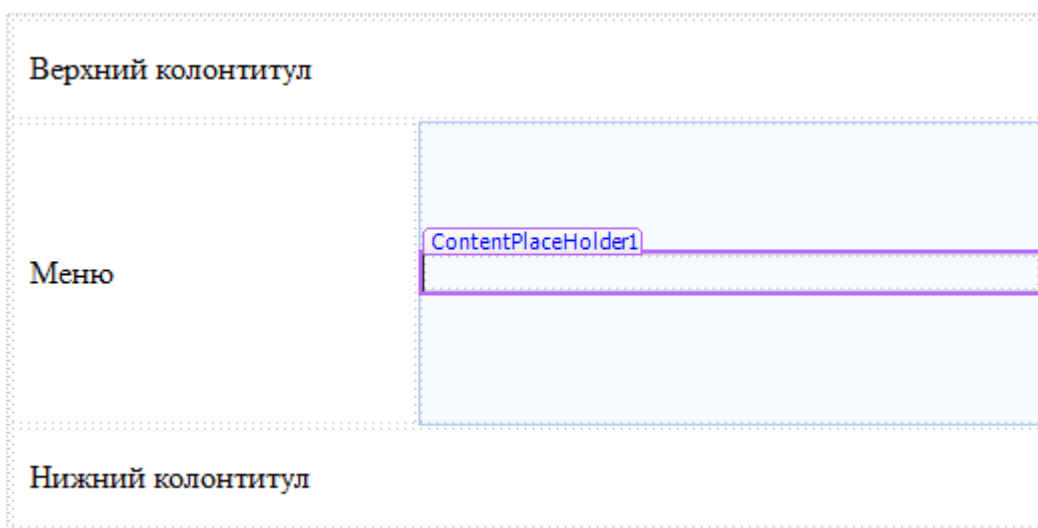 Верхний колонтитул
ContentPlaceHolder1
Меню
Нижний колонтитул